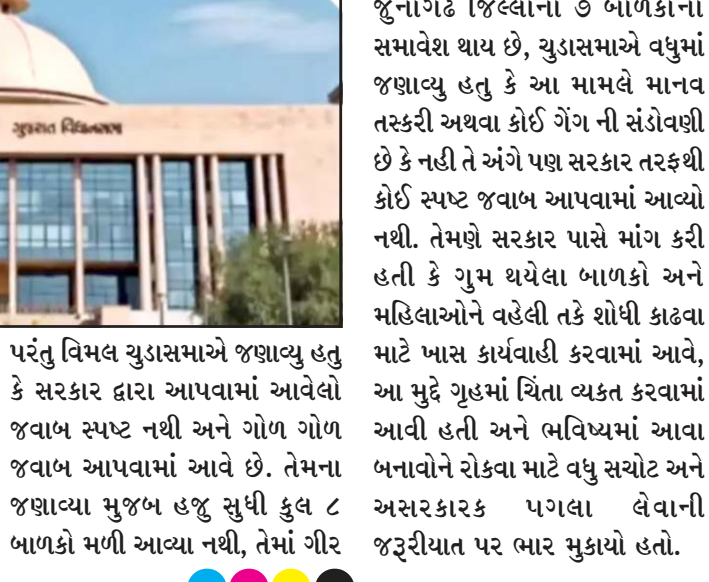 ગુજરાત વિધાનસભા
પરંતુ વિમલ ચુડાસમાએ જણાવ્યુ હતુ
કે સરકાર દ્વારા આપવામાં આવેલો
જવાબ સ્પષ્ટ નથી અને ગોળ ગોળ
જવાબ આપવામાં આવે છે. તેમના
જણાવ્યા મુજબ હજુ સુધી કુલ ૮
બાળકો મળી આવ્યા નથી, તેમાં ગીર
જુનાગઢ જિલ્લાના ૭ બાળકોનો
સમાવેશ થાય છે, ચુડાસમાએ વધુમાં
જણાવ્યુ હતુ કે આ મામલે માનવ
તસ્કરી અથવા કોઈ ગેંગ ની સંડોવણી
છે કે નહી તે અંગે પણ સરકાર તરફથી
કોઈ સ્પષ્ટ જવાબ આપવામાં આવ્યો
નથી. તેમણે સરકાર પાસે માંગ કરી
હતી કે ગુમ થયેલા બાળકો અને
મહિલાઓને વહેલી તકે શોધી કાઢવા
માટે ખાસ કાર્યવાહી કરવામાં આવે,
આ મુદ્દે ગૃહમાં ચિંતા વ્યકત કરવામાં
આવી હતી અને ભવિષ્યમાં આવા
બનાવોને રોકવા માટે વધુ સચોટ અને
અસરકારક પગલા લેવાની
જરૂરીયાત પર ભાર મુકાયો હતો.